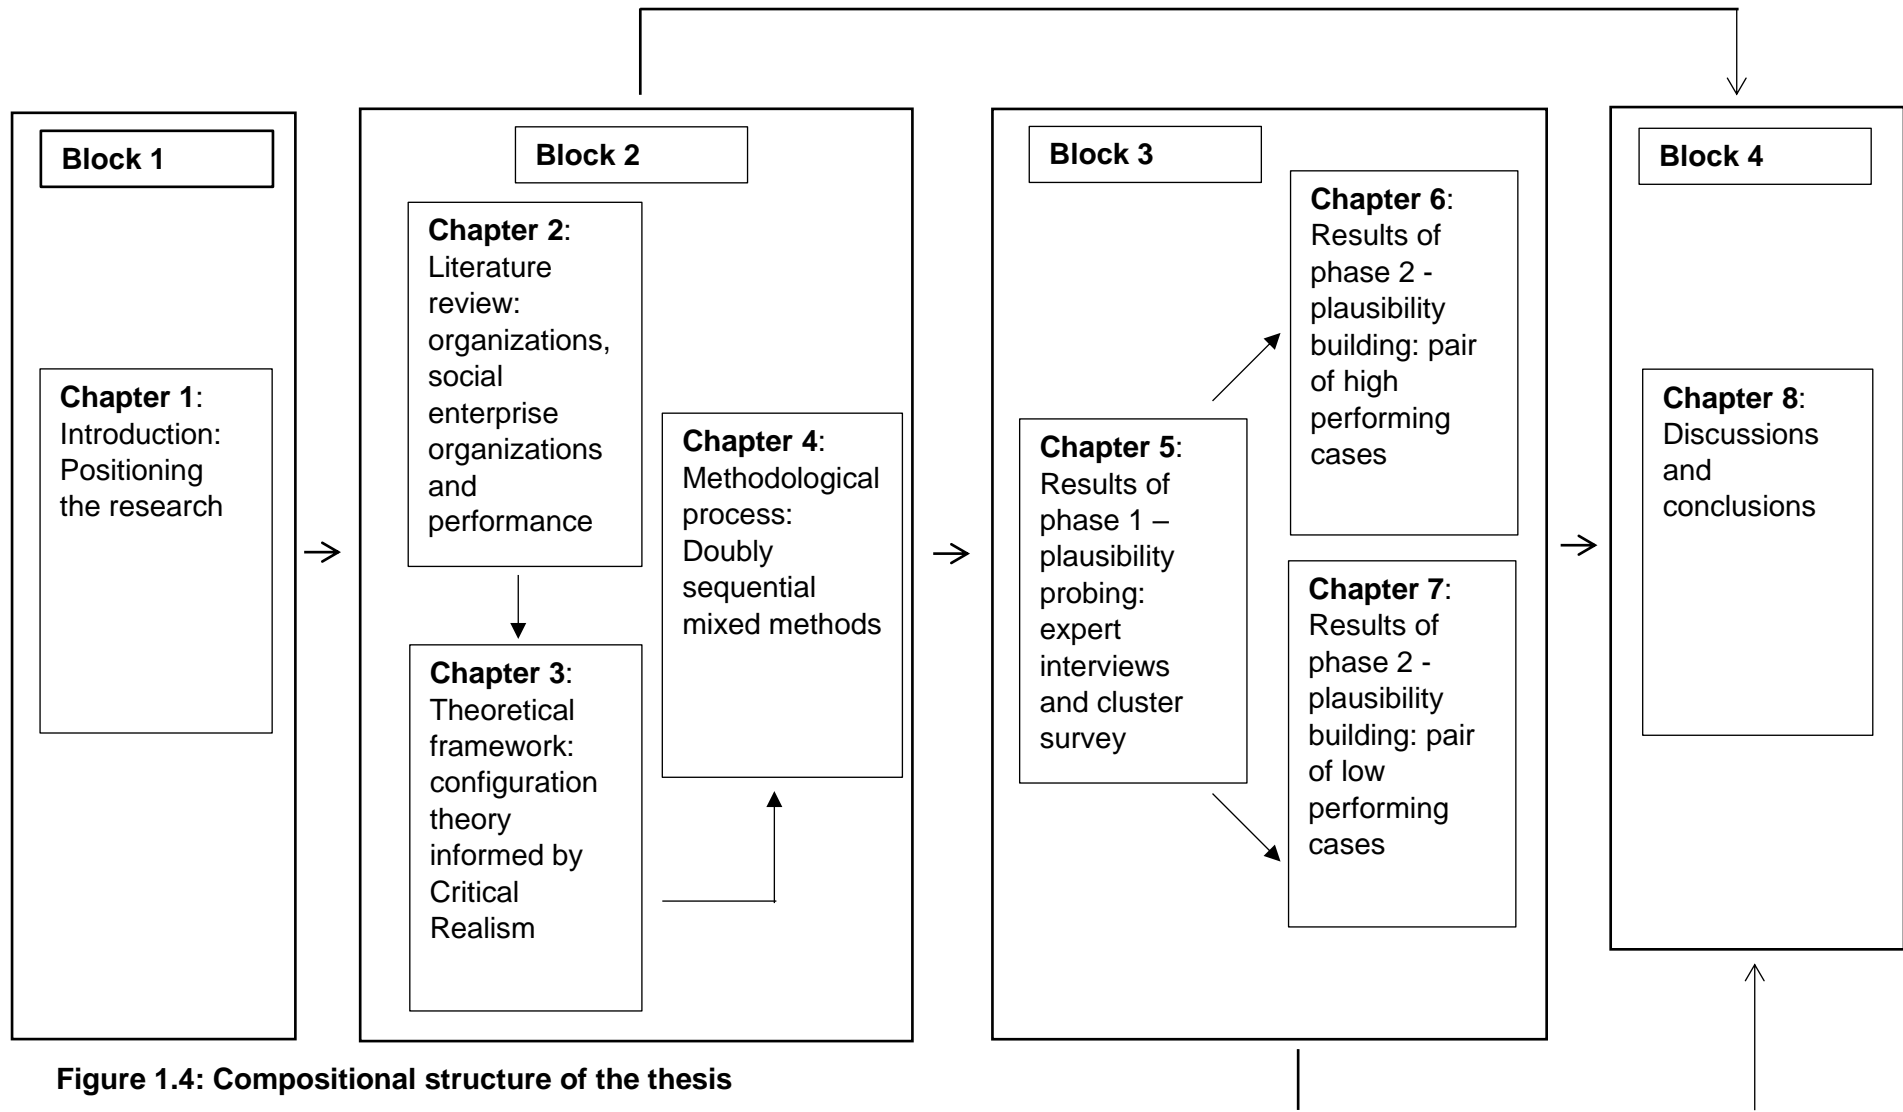 Block 1
Chapter 1:
Introduction:
Positioning
the research
Block 2
Chapter 2:
Literature
review:
organizations,
social
enterprise
organizations
and
performance
Chapter 3:
Theoretical
framework:
configuration
theory
informed by
Critical
Realism
Chapter 4:
Methodological
process:
Doubly
sequential
mixed methods
Block 3
Chapter 5:
Results of
phase 1 –
plausibility
probing:
expert
interviews
and cluster
survey
Chapter 6:
Results of
phase 2 -
plausibility
building: pair
of high
performing
cases
Chapter 7:
Results of
phase 2 -
plausibility
building: pair
of low
performing
cases
Block 4
Chapter 8:
Discussions
and
conclusions
Figure 1.4: Compositional structure of the thesis